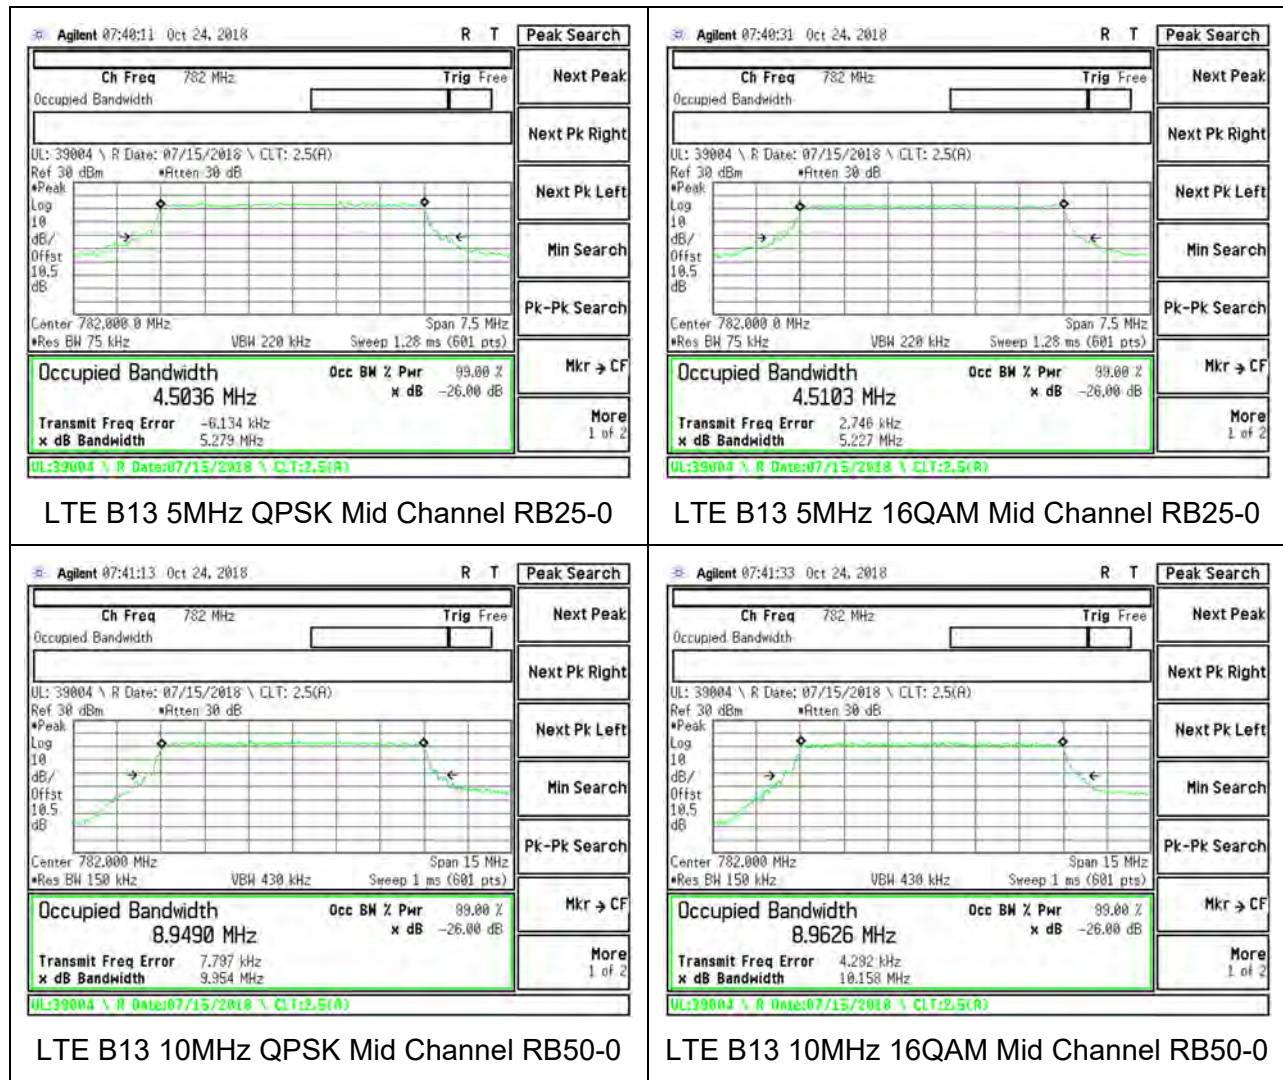 Agilent 07:40:11 Oct 24, 2018 R T Peak Search
Ch Freq 782 MHz Trig Free
Occupied Bandwidth
Next Peak
Next Pk Right
Next Pk Left
Min Search
Pk-Pk Search
Mkr → CF
More
1 of 2
UL: 39004 \ R Date: 07/15/2018 \ CLT: 2.5(A)
Ref 30 dBm *Atten 30 dB
*Peak
Log
10
dB/
Offst
10.5
dB
Center 782.000 0 MHz Span 7.5 MHz
*Res BW 75 kHz VBW 220 kHz Sweep 1.28 ms (601 pts)
Occupied Bandwidth Occ BW % Pwr 99.00 %
4.5036 MHz x dB -26.00 dB
Transmit Freq Error -6.134 kHz
x dB Bandwidth 5.279 MHz
UL:39004 \ R Date:07/15/2018 \ CLT:2.5(A)
LTE B13 5MHz QPSK Mid Channel RB25-0
Agilent 07:40:31 Oct 24, 2018 R T Peak Search
Ch Freq 782 MHz Trig Free
Occupied Bandwidth
Next Peak
Next Pk Right
Next Pk Left
Min Search
Pk-Pk Search
Mkr → CF
More
1 of 2
UL: 39004 \ R Date: 07/15/2018 \ CLT: 2.5(A)
Ref 30 dBm *Atten 30 dB
*Peak
Log
10
dB/
Offst
10.5
dB
Center 782.000 0 MHz Span 7.5 MHz
*Res BW 75 kHz VBW 220 kHz Sweep 1.28 ms (601 pts)
Occupied Bandwidth Occ BW % Pwr 99.00 %
4.5103 MHz x dB -26.00 dB
Transmit Freq Error 2.746 kHz
x dB Bandwidth 5.227 MHz
UL:39004 \ R Date:07/15/2018 \ CLT:2.5(A)
LTE B13 5MHz 16QAM Mid Channel RB25-0
Agilent 07:41:13 Oct 24, 2018 R T Peak Search
Ch Freq 782 MHz Trig Free
Occupied Bandwidth
Next Peak
Next Pk Right
Next Pk Left
Min Search
Pk-Pk Search
Mkr → CF
More
1 of 2
UL: 39004 \ R Date: 07/15/2018 \ CLT: 2.5(A)
Ref 30 dBm *Atten 30 dB
*Peak
Log
10
dB/
Offst
10.5
dB
Center 782.000 MHz Span 15 MHz
*Res BW 150 kHz VBW 430 kHz Sweep 1 ms (601 pts)
Occupied Bandwidth Occ BW % Pwr 99.00 %
8.9490 MHz x dB -26.00 dB
Transmit Freq Error 7.797 kHz
x dB Bandwidth 9.954 MHz
UL:39004 \ R Date:07/15/2018 \ CLT:2.5(A)
LTE B13 10MHz QPSK Mid Channel RB50-0
Agilent 07:41:33 Oct 24, 2018 R T Peak Search
Ch Freq 782 MHz Trig Free
Occupied Bandwidth
Next Peak
Next Pk Right
Next Pk Left
Min Search
Pk-Pk Search
Mkr → CF
More
1 of 2
UL: 39004 \ R Date: 07/15/2018 \ CLT: 2.5(A)
Ref 30 dBm *Atten 30 dB
*Peak
Log
10
dB/
Offst
10.5
dB
Center 782.000 MHz Span 15 MHz
*Res BW 150 kHz VBW 430 kHz Sweep 1 ms (601 pts)
Occupied Bandwidth Occ BW % Pwr 99.00 %
8.9626 MHz x dB -26.00 dB
Transmit Freq Error 4.292 kHz
x dB Bandwidth 10.158 MHz
UL:39004 \ R Date:07/15/2018 \ CLT:2.5(A)
LTE B13 10MHz 16QAM Mid Channel RB50-0